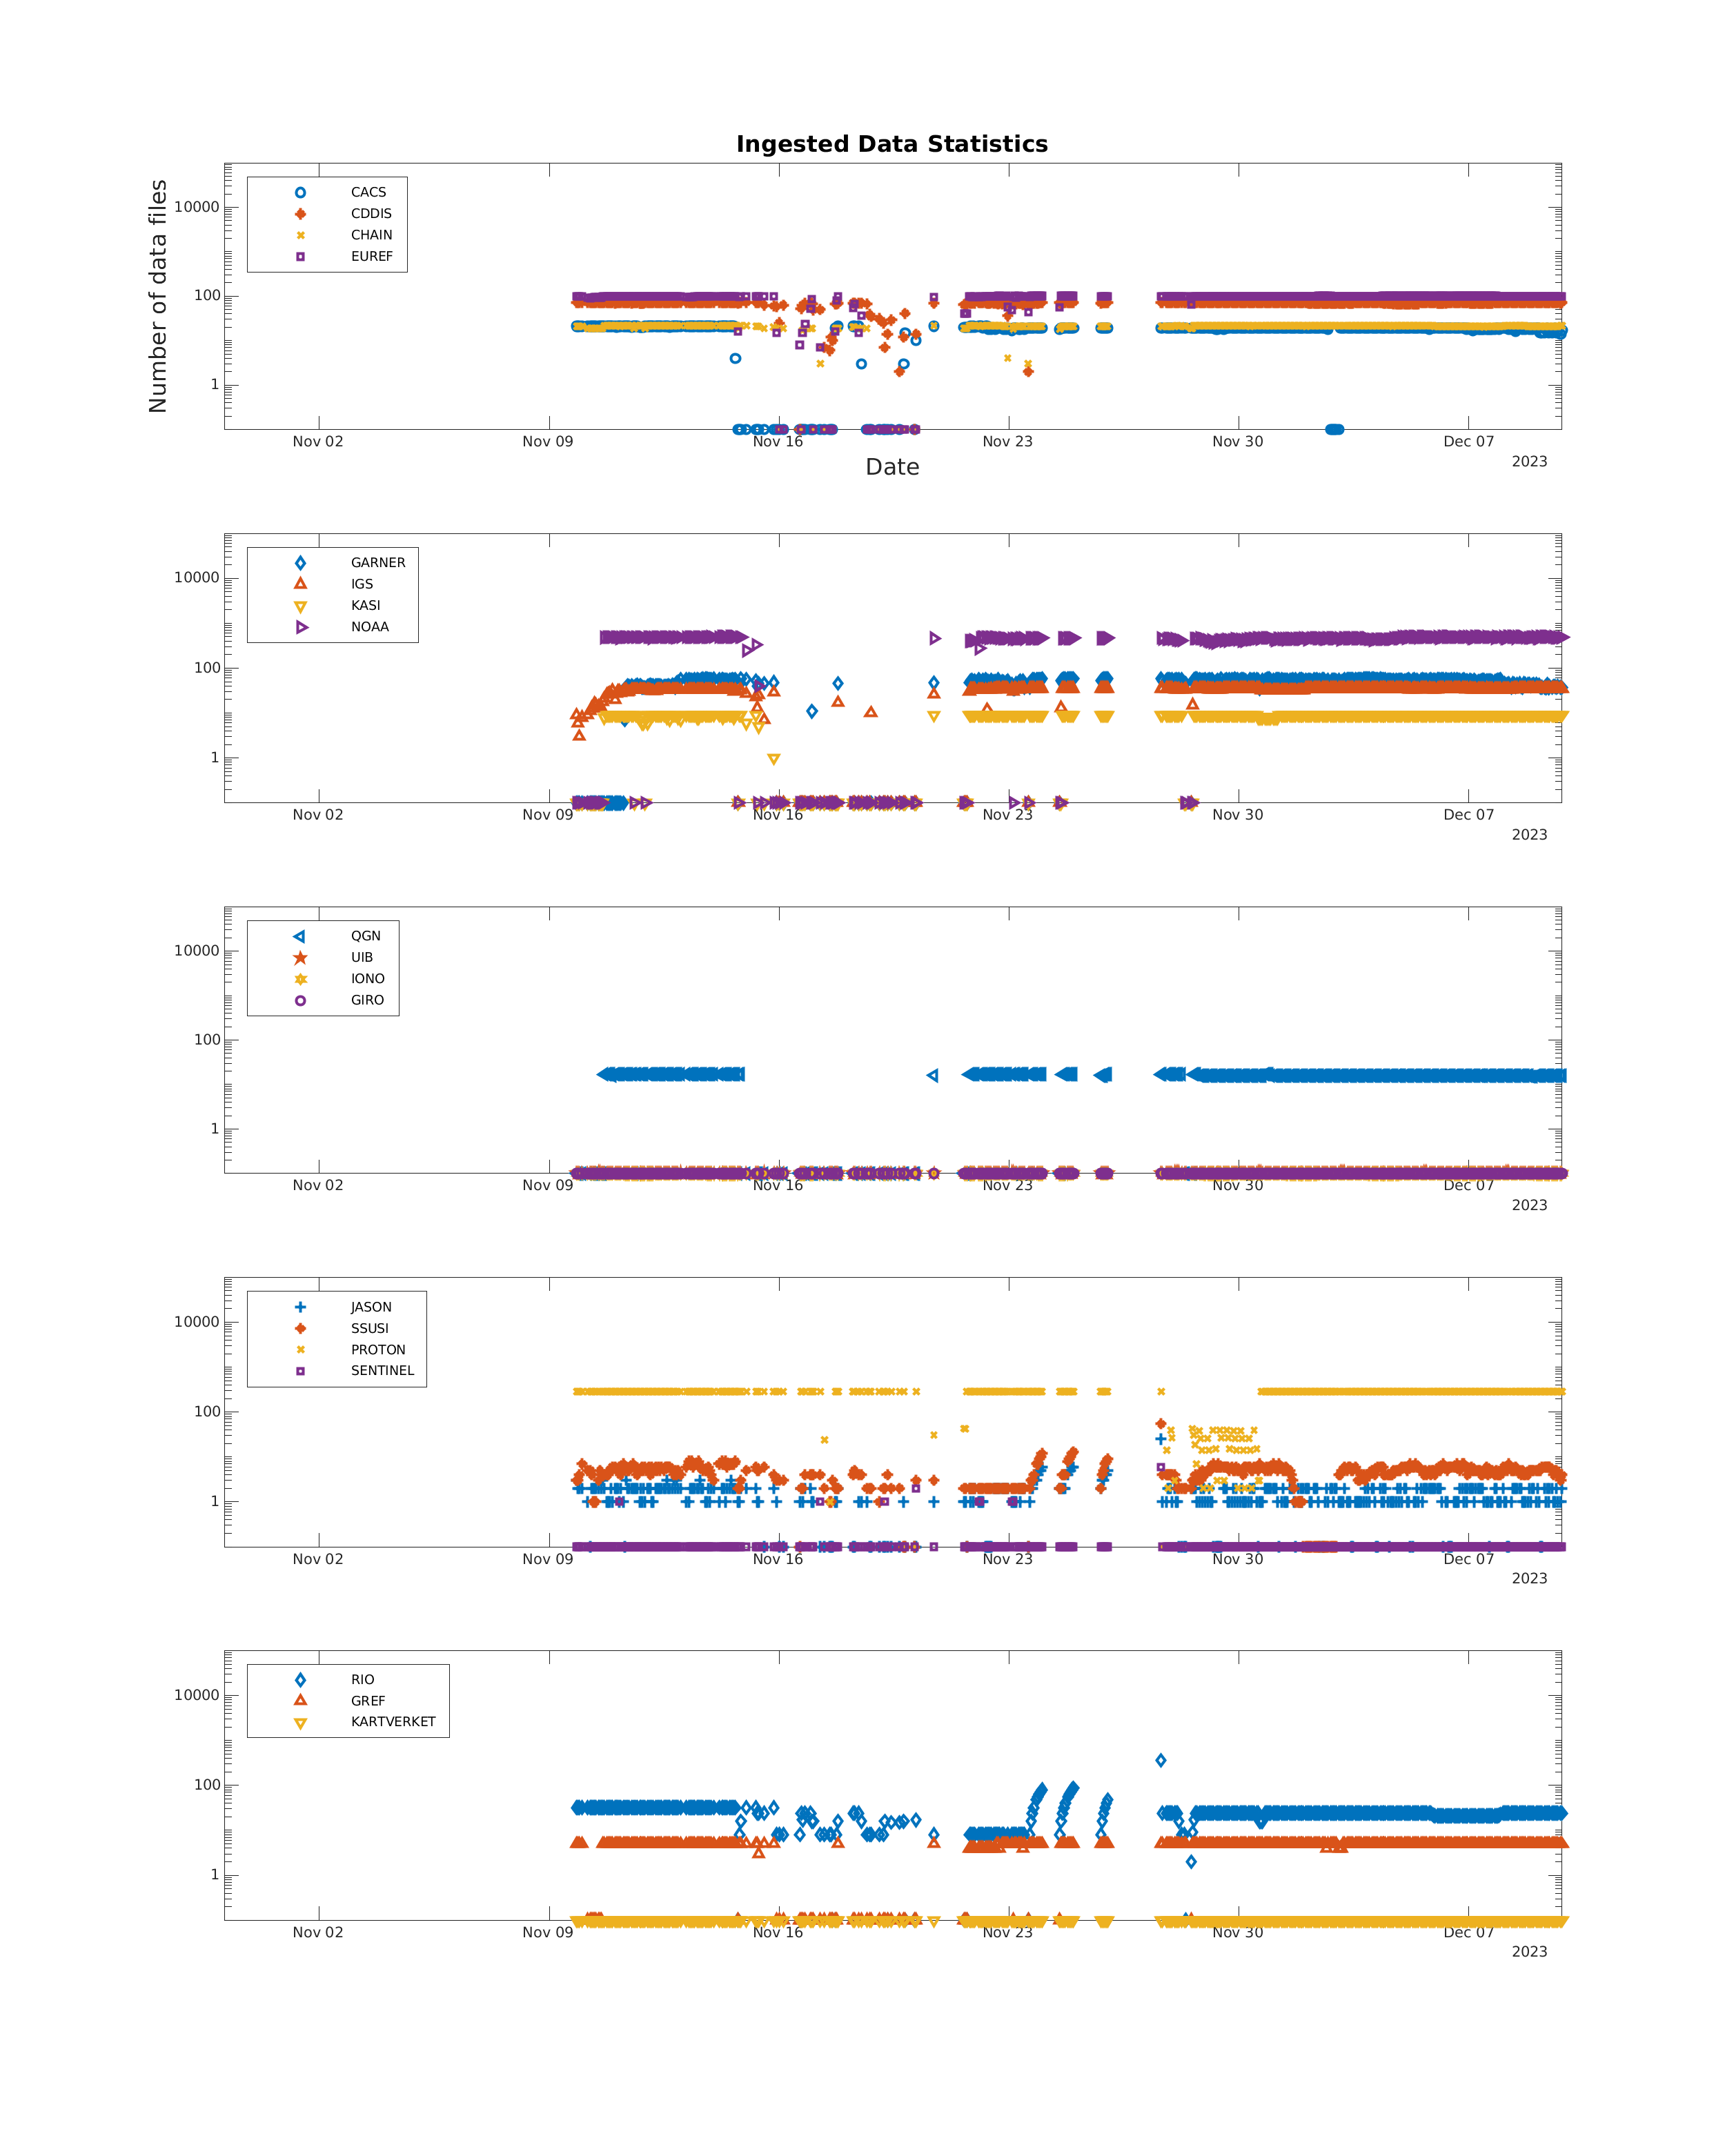 Ingested Data Statistics
Number of data files
10000
100
1
CACS
CDDIS
CHAIN
EUREF
Nov 02 Nov 09 Nov 16 Nov 23 Nov 30 Dec 07
2023
Date
10000
100
1
GARNER
IGS
KASI
NOAA
Nov 02 Nov 09 Nov 16 Nov 23 Nov 30 Dec 07
2023
10000
100
1
QGN
UIB
IONO
GIRO
Nov 02 Nov 09 Nov 16 Nov 23 Nov 30 Dec 07
2023
10000
100
1
JASON
SSUSI
PROTON
SENTINEL
Nov 02 Nov 09 Nov 16 Nov 23 Nov 30 Dec 07
2023
10000
100
1
RIO
GREF
KARTVERKET
Nov 02 Nov 09 Nov 16 Nov 23 Nov 30 Dec 07
2023